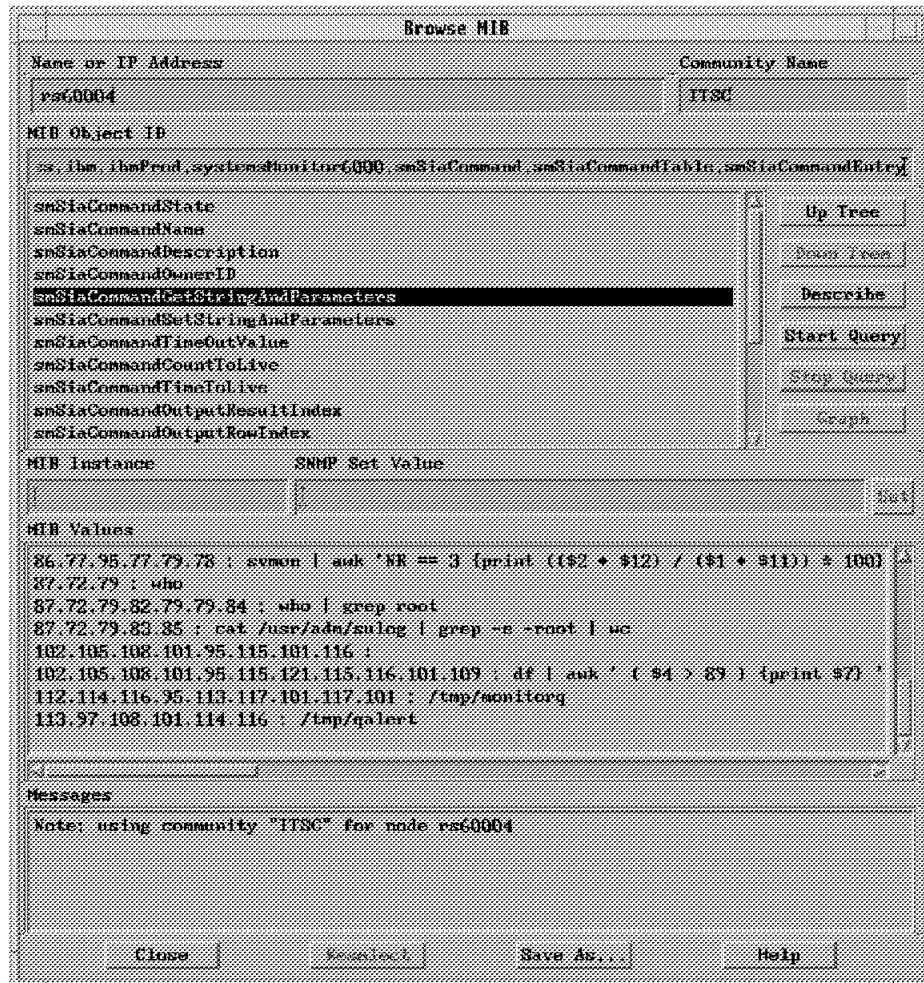 Browse MIB
Name or IP Address
Community Name
rs60004
ITSC
MIB Object ID
ss.ibm.ibmProd.systemsMonitor6000.smSiaCommand.smSiaCommandTable.smSiaCommandEntry
smSiaCommandState
Up Tree
smSiaCommandName
smSiaCommandDescription
Down Tree
smSiaCommandOwnerID
smSiaCommandGetStringAndParameters
Describe
smSiaCommandSetStringAndParameters
smSiaCommandTimeOutValue
Start Query
smSiaCommandCountToLive
smSiaCommandTimeToLive
Stop Query
smSiaCommandOutputResultIndex
smSiaCommandOutputRowIndex
Graph
MIB Instance
SNMP Set Value
Set
MIB Values
86.77.95.77.79.78 : svmon | awk 'NR == 3 {print (($2 + $12) / ($1 + $11)) * 100}
87.72.79 : who
87.72.79.82.79.79.84 : who | grep root
87.72.79.83.85 : cat /usr/adm/sulog | grep -e -root | wc
102.105.108.101.95.115.101.116 :
102.105.108.101.95.115.121.115.116.101.109 : df | awk ' ( $4 > 89 ) {print $7} '
112.114.116.95.113.117.101.117.101 : /tmp/monitorq
113.97.108.101.114.116 : /tmp/qalert
Messages
Note: using community "ITSC" for node rs60004
Close
Reselect
Save As...
Help